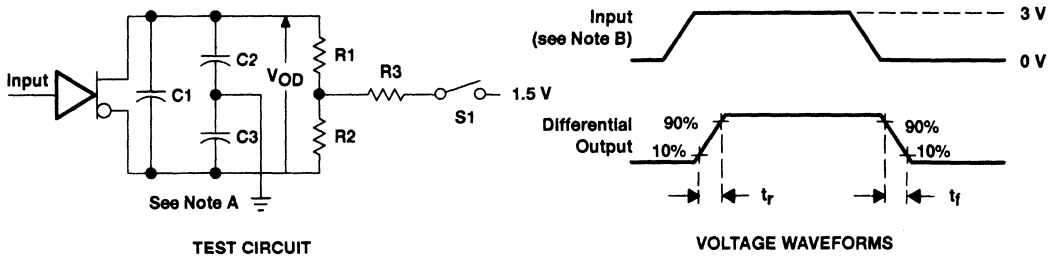 Input
C1
C2
C3
VOD
R1
R2
R3
S1
1.5 V
See Note A
TEST CIRCUIT
Input
(see Note B)
3 V
0 V
Differential
Output
90%
10%
90%
10%
tr
tf
VOLTAGE WAVEFORMS